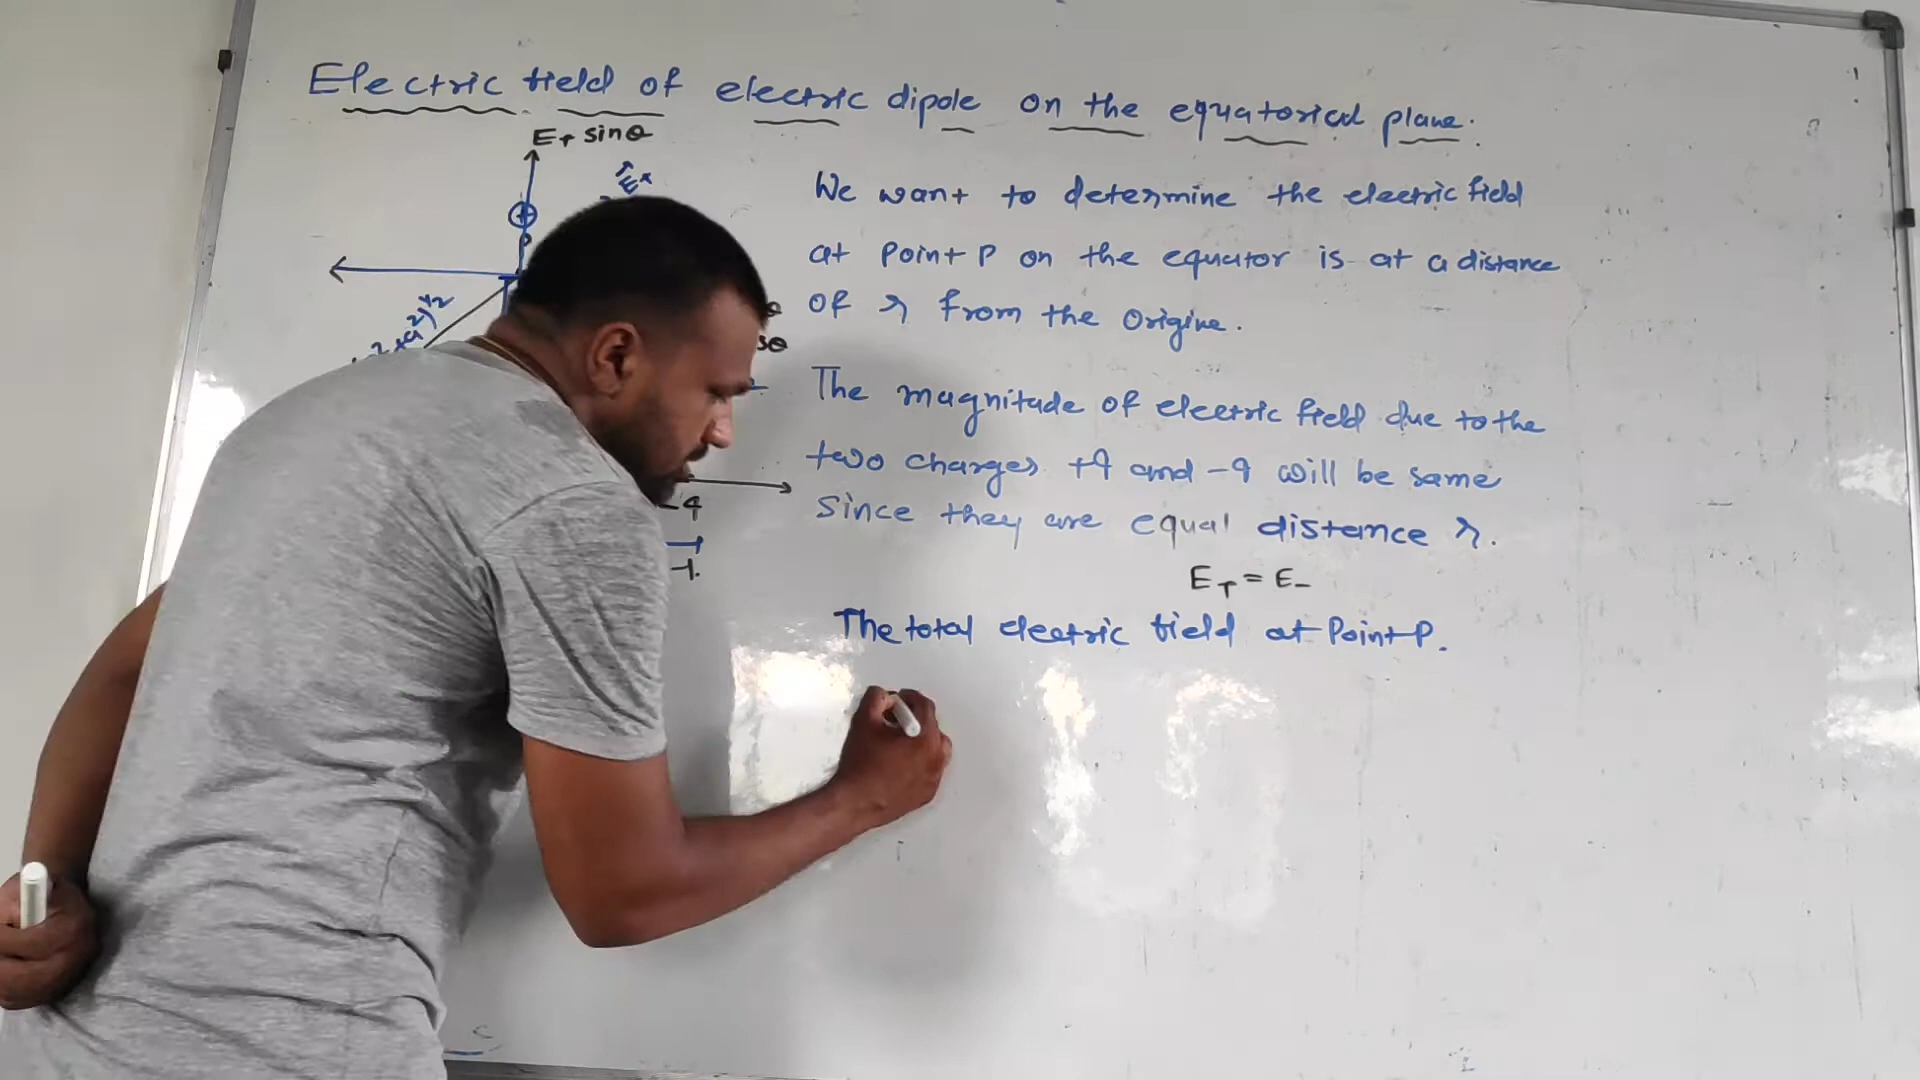 Electric field of electric dipole on the equatorical plane.
E+ sinθ
E+
P
We want to determine the electric field
at Point P on the equator is at a distance
of r from the origine.
The magnitude of electric field due to the
two charges +q and -q will be same
Since they are equal distance r.
-q
E+ = E-
The total electric field at Point P.